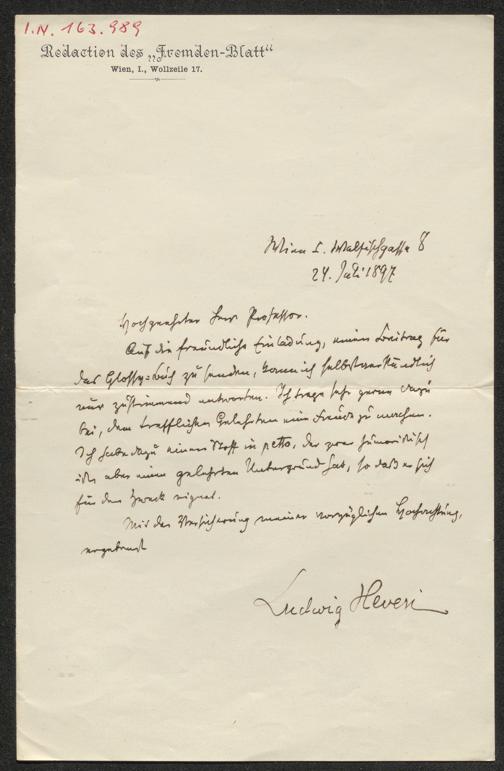 I.N. 163.989
Redaction des „Fremden-Blatt“
Wien, I., Wollzeile 17.
Wien I. Walfischgasse 8
24. Juli 1897
Hochgeehrter Herr Professor.
Auf die freundliche Einladung, einen Beitrag für
das Glossy-Buch zu senden, kann ich selbstverständlich
nur zustimmend antworten. Ich trage sehr gerne dazu
bei, dem trefflichen Gelehrten eine Freude zu machen.
Ich habe dazu einen Stoff in petto, der zwar humoristisch
ist, aber einen gelehrten Untergrund hat, so daß er sich
für den Zweck eignet.
Mit der Versicherung meiner vorzüglichen Hochachtung,
ergebenst
Ludwig Hevesi